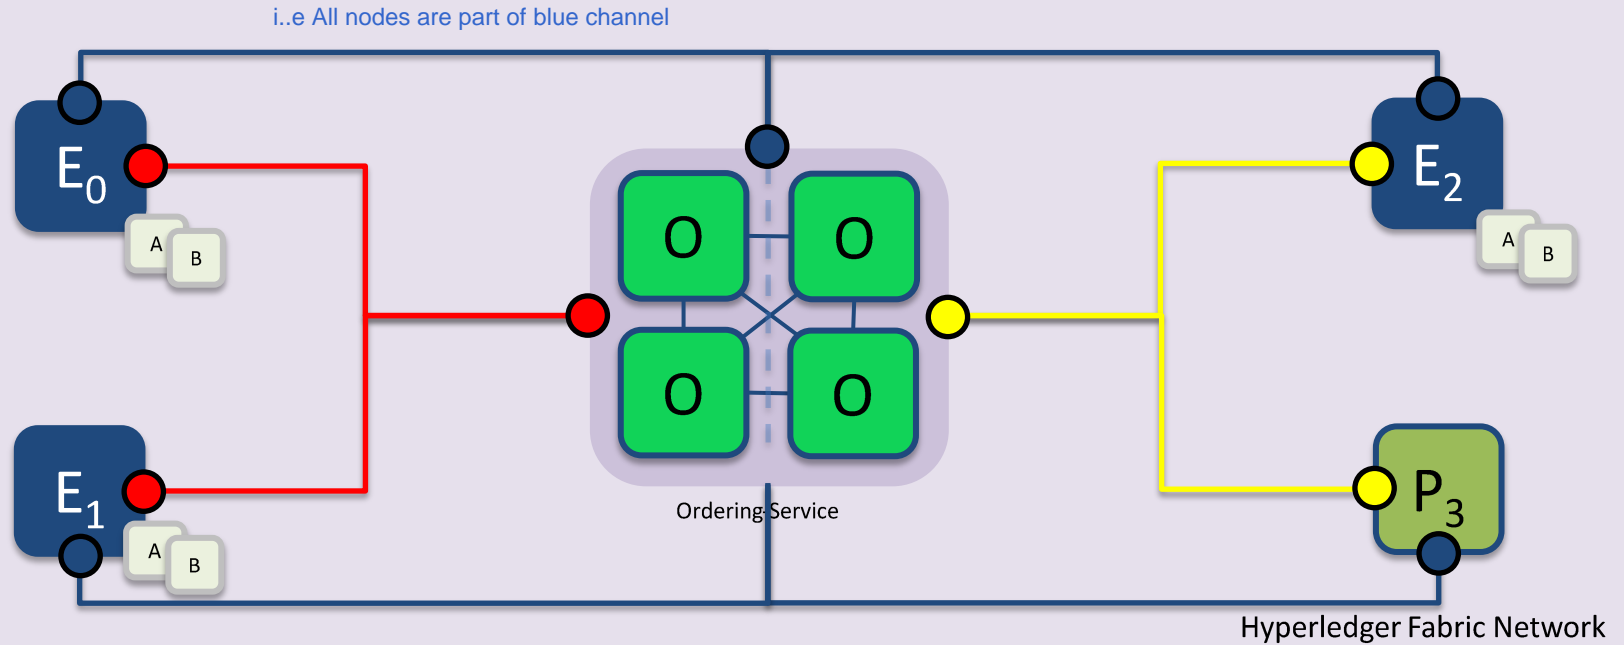 i..e All nodes are part of blue channel
E0
A
B
E2
A
B
O
O
O
O
E1
A
B
P3
Ordering-Service
Hyperledger Fabric Network